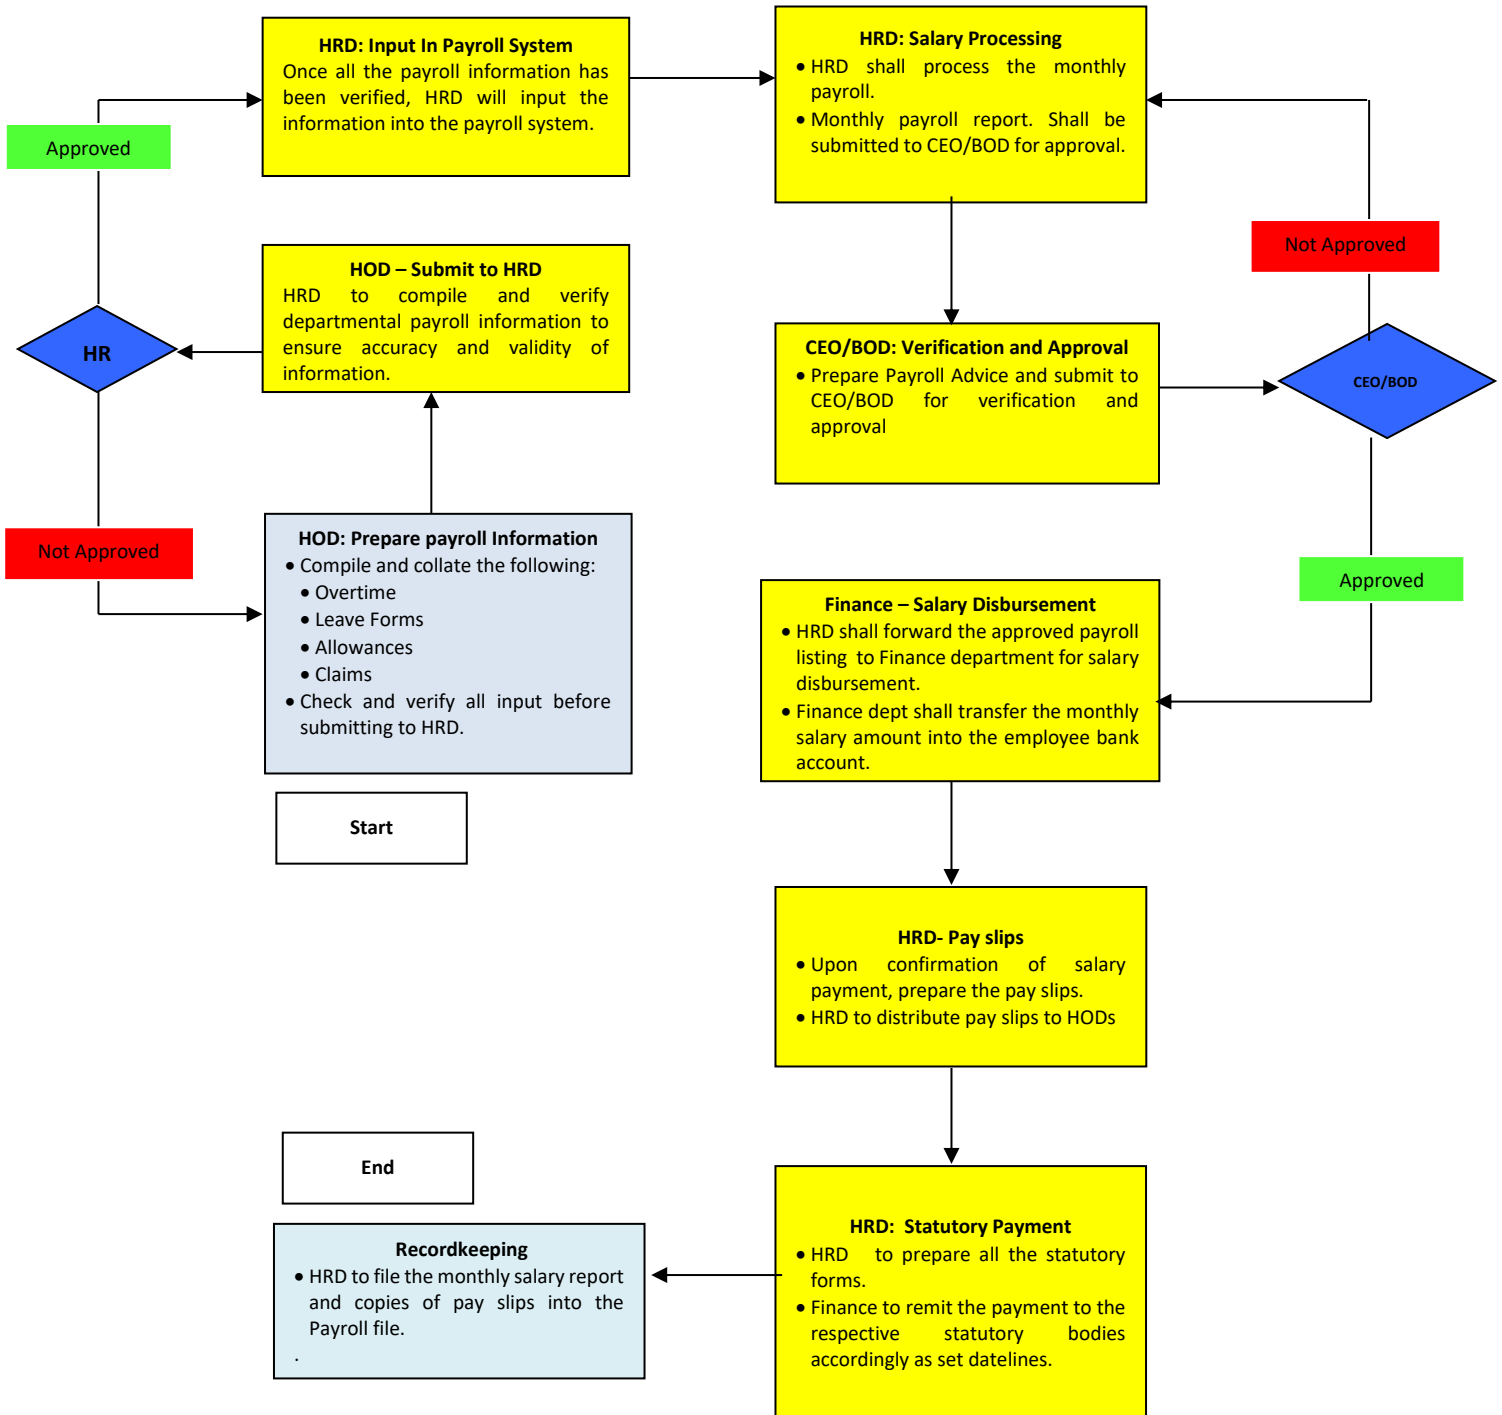 HRD: Input In Payroll System
Once all the payroll information has
been verified, HRD will input the
information into the payroll system.
HRD: Salary Processing
• HRD shall process the monthly
payroll.
• Monthly payroll report. Shall be
submitted to CEO/BOD for approval.
Approved
Not Approved
HOD – Submit to HRD
HRD to compile and verify
departmental payroll information to
ensure accuracy and validity of
information.
HR
CEO/BOD: Verification and Approval
• Prepare Payroll Advice and submit to
CEO/BOD for verification and
approval
CEO/BOD
Not Approved
HOD: Prepare payroll Information
• Compile and collate the following:
• Overtime
• Leave Forms
• Allowances
• Claims
• Check and verify all input before
submitting to HRD.
Approved
Finance – Salary Disbursement
• HRD shall forward the approved payroll
listing to Finance department for salary
disbursement.
• Finance dept shall transfer the monthly
salary amount into the employee bank
account.
Start
HRD- Pay slips
• Upon confirmation of salary
payment, prepare the pay slips.
• HRD to distribute pay slips to HODs
End
HRD: Statutory Payment
• HRD to prepare all the statutory
forms.
• Finance to remit the payment to the
respective statutory bodies
accordingly as set datelines.
Recordkeeping
• HRD to file the monthly salary report
and copies of pay slips into the
Payroll file.
.